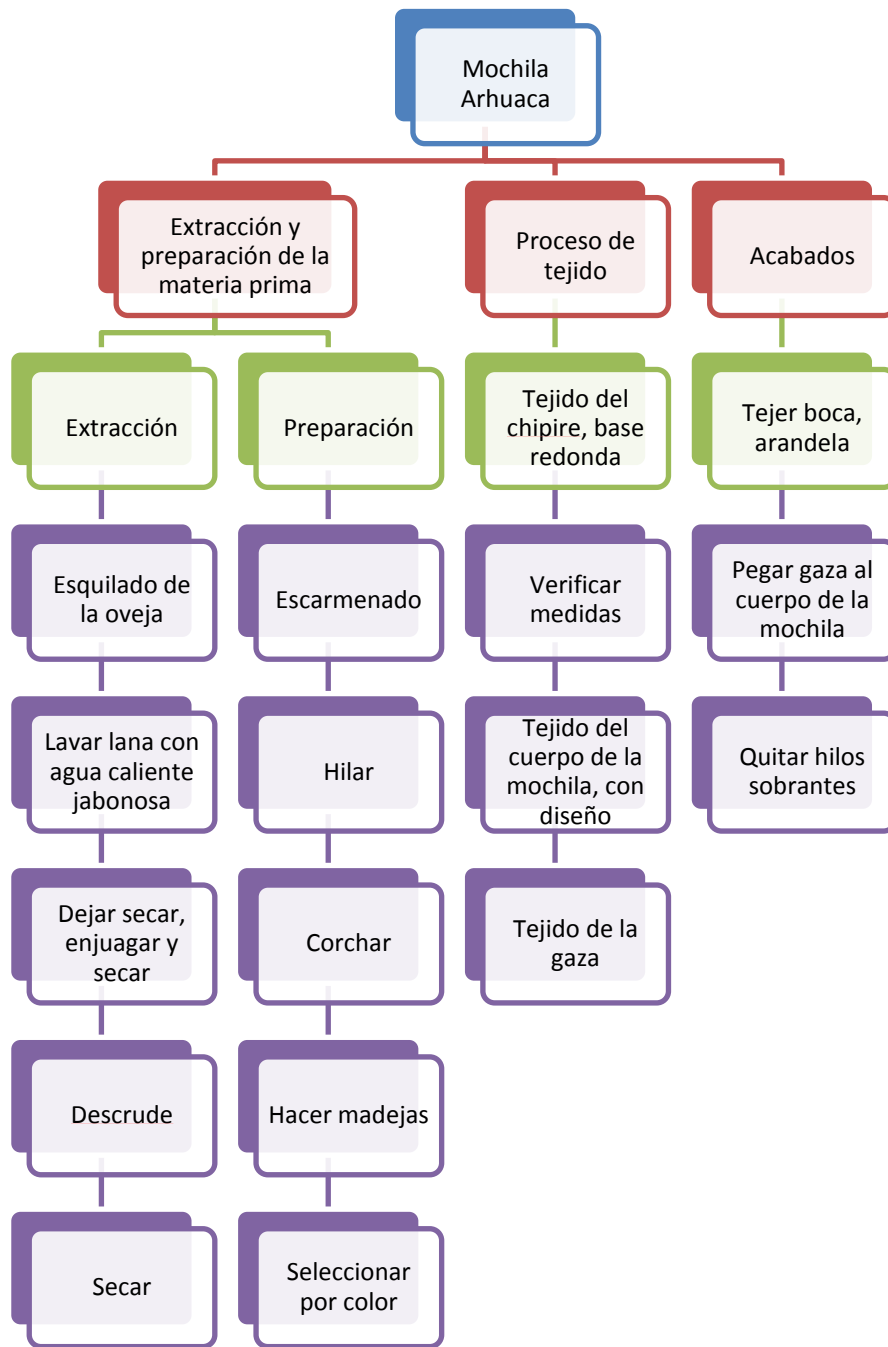 Mochila
Arhuaca
Extracción y
preparación de la
materia prima
Proceso de
tejido
Acabados
Extracción
Preparación
Tejido del
chipire, base
redonda
Tejer boca,
arandela
Esquilado de
la oveja
Escarmenado
Verificar
medidas
Pegar gaza al
cuerpo de la
mochila
Lavar lana con
agua caliente
jabonosa
Hilar
Tejido del
cuerpo de la
mochila, con
diseño
Quitar hilos
sobrantes
Dejar secar,
enjuagar y
secar
Corchar
Tejido de la
gaza
Descrude
Hacer madejas
Secar
Seleccionar
por color